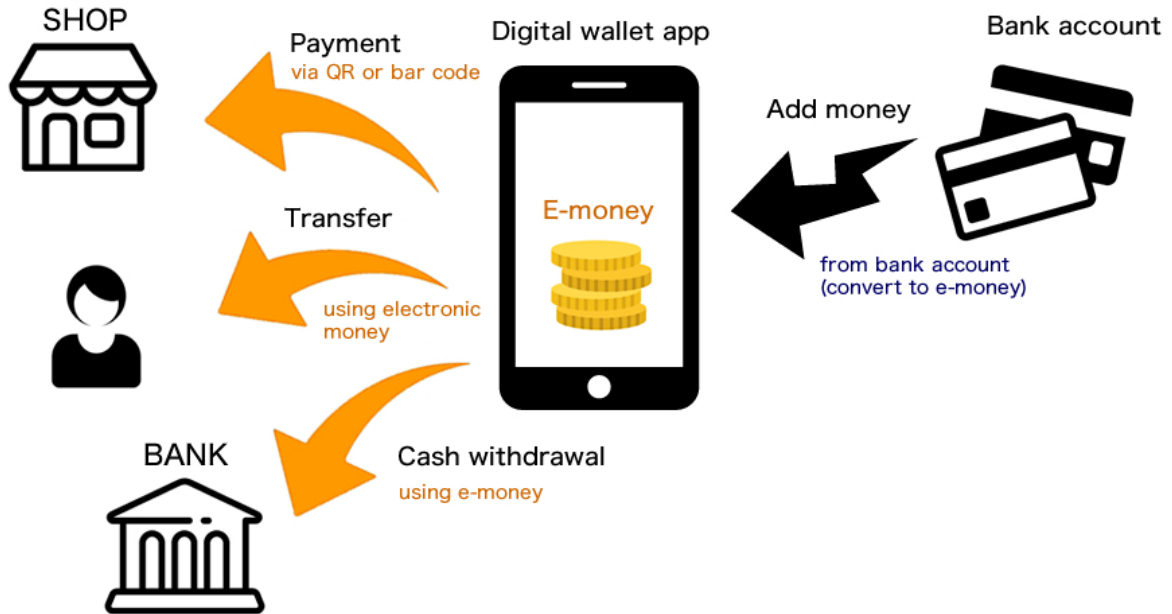 SHOP
Payment
via QR or bar code
Digital wallet app
Bank account
Add money
E-money
Transfer
using electronic
money
from bank account
(convert to e-money)
BANK
Cash withdrawal
using e-money